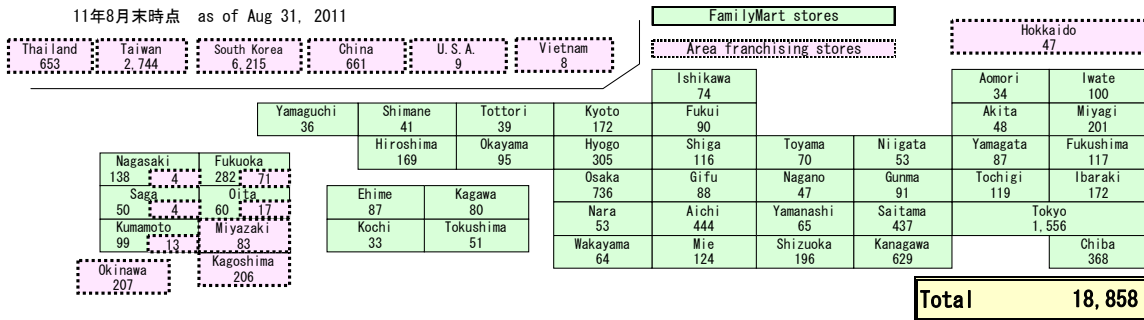 11年8月末時点 as of Aug 31, 2011
FamilyMart stores
Area franchising stores
Hokkaido
47
Thailand
653
Taiwan
2,744
South Korea
6,215
China
661
U.S.A.
9
Vietnam
8
Ishikawa
74
Aomori
34
Iwate
100
Yamaguchi
36
Shimane
41
Tottori
39
Kyoto
172
Fukui
90
Akita
48
Miyagi
201
Hiroshima
169
Okayama
95
Hyogo
305
Shiga
116
Toyama
70
Niigata
53
Yamagata
87
Fukushima
117
Nagasaki
138 4
Fukuoka
282 71
Osaka
736
Gifu
88
Nagano
47
Gunma
91
Tochigi
119
Ibaraki
172
Saga
50 4
Oita
60 17
Ehime
87
Kagawa
80
Nara
53
Aichi
444
Yamanashi
65
Saitama
437
Tokyo
1,556
Kumamoto
99 13
Miyazaki
83
Kochi
33
Tokushima
51
Wakayama
64
Mie
124
Shizuoka
196
Kanagawa
629
Chiba
368
Okinawa
207
Kagoshima
206
Total 18,858